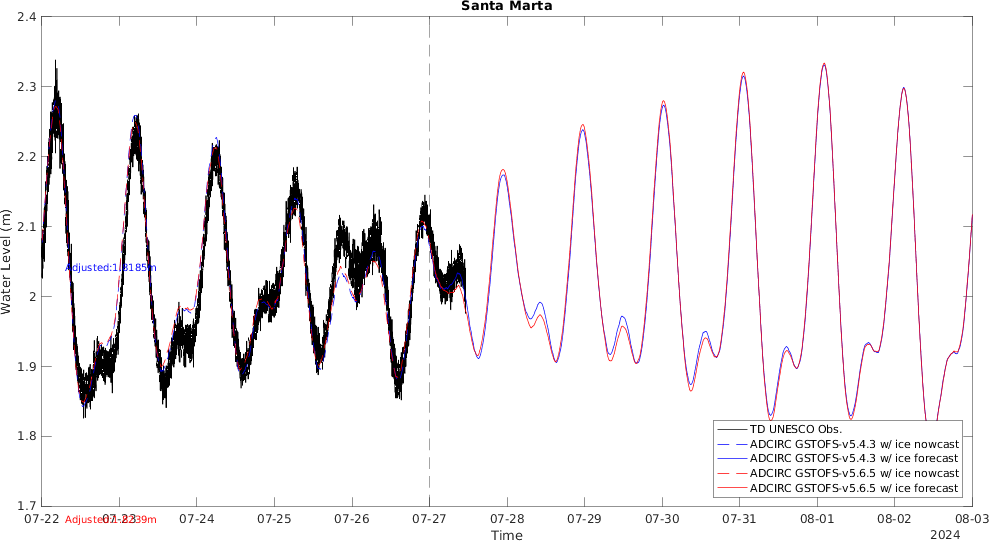 Santa Marta
2.4
2.3
2.2
2.1
2
1.9
1.8
1.7
Water Level (m)
Adjusted:1.8185m
TD UNESCO Obs.
ADCIRC GSTOFS-v5.4.3 w/ ice nowcast
ADCIRC GSTOFS-v5.4.3 w/ ice forecast
ADCIRC GSTOFS-v5.6.5 w/ ice nowcast
ADCIRC GSTOFS-v5.6.5 w/ ice forecast
07-22 07-23 07-24 07-25 07-26 07-27 07-28 07-29 07-30 07-31 08-01 08-02 08-03
Time
2024